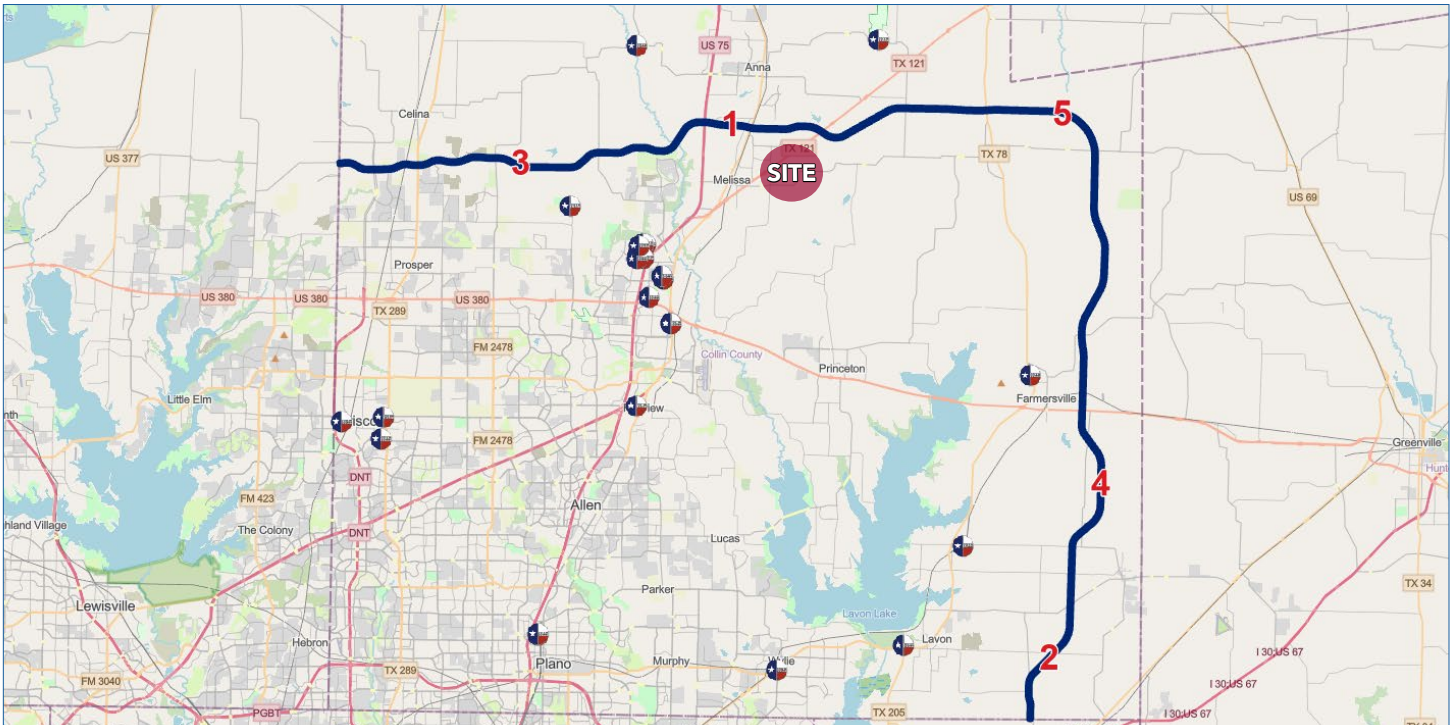 US 75
TX 121
Anna
5
Celina
1
TX 121
US 377
3
TX 78
SITE
Melissa
US 69
Prosper
US 380
US 380
US 380
TX 289
FM 2478
Collin County
Princeton
Little Elm
Farmersville
FM 2478
Greenville
DNT
4
FM 423
Allen
hland Village
The Colony
DNT
Lucas
TX 34
Parker
Lewisville
Lavon Lake
Hebron
Lavon
I 30;US 67
2
Plano
Murphy
TX 289
FM 3040
I 30;US 67
PGBT
TX 205
I 30;US 67